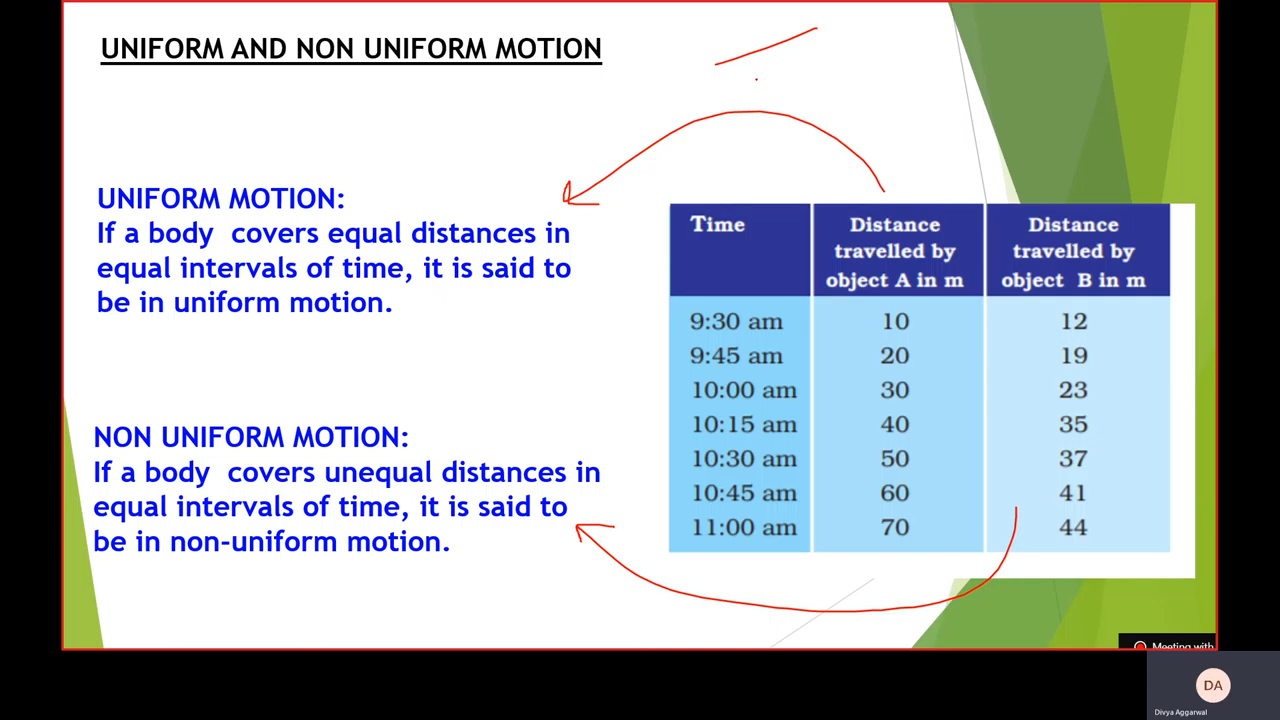 UNIFORM AND NON UNIFORM MOTION
UNIFORM MOTION:
If a body covers equal distances in
equal intervals of time, it is said to
be in uniform motion.
NON UNIFORM MOTION:
If a body covers unequal distances in
equal intervals of time, it is said to
be in non-uniform motion.
Time Distance travelled by object A in m Distance travelled by object B in m
9:30 am 10 12
9:45 am 20 19
10:00 am 30 23
10:15 am 40 35
10:30 am 50 37
10:45 am 60 41
11:00 am 70 44
Meeting with
DA
Divya Aggarwal